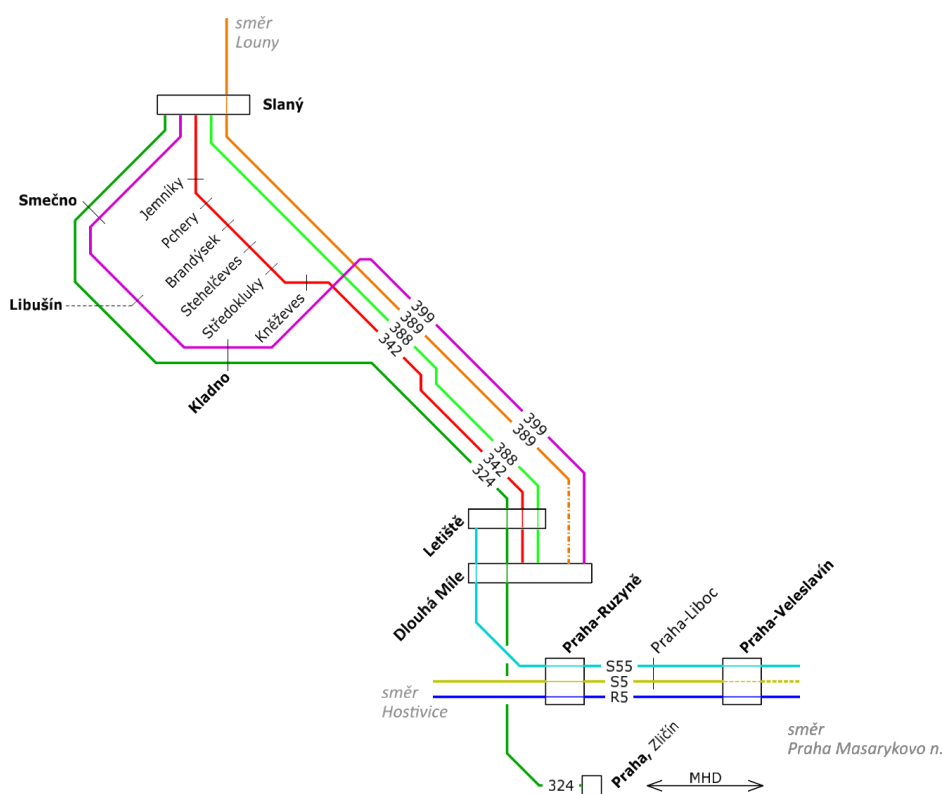 směr
Louny
Slaný
Smečno
Jemníky
Pchery
Brandýsek
Stehelčeves
Středokluky
Kněževes
Libušín
Kladno
399
389
388
342
399
389
388
342
324
Letiště
Dlouhá Míle
Praha-Ruzyně
Praha-Liboc
Praha-Veleslavín
S55
S5
R5
směr
Hostivice
směr
Praha Masarykovo n.
324
Praha, Zličín
MHD